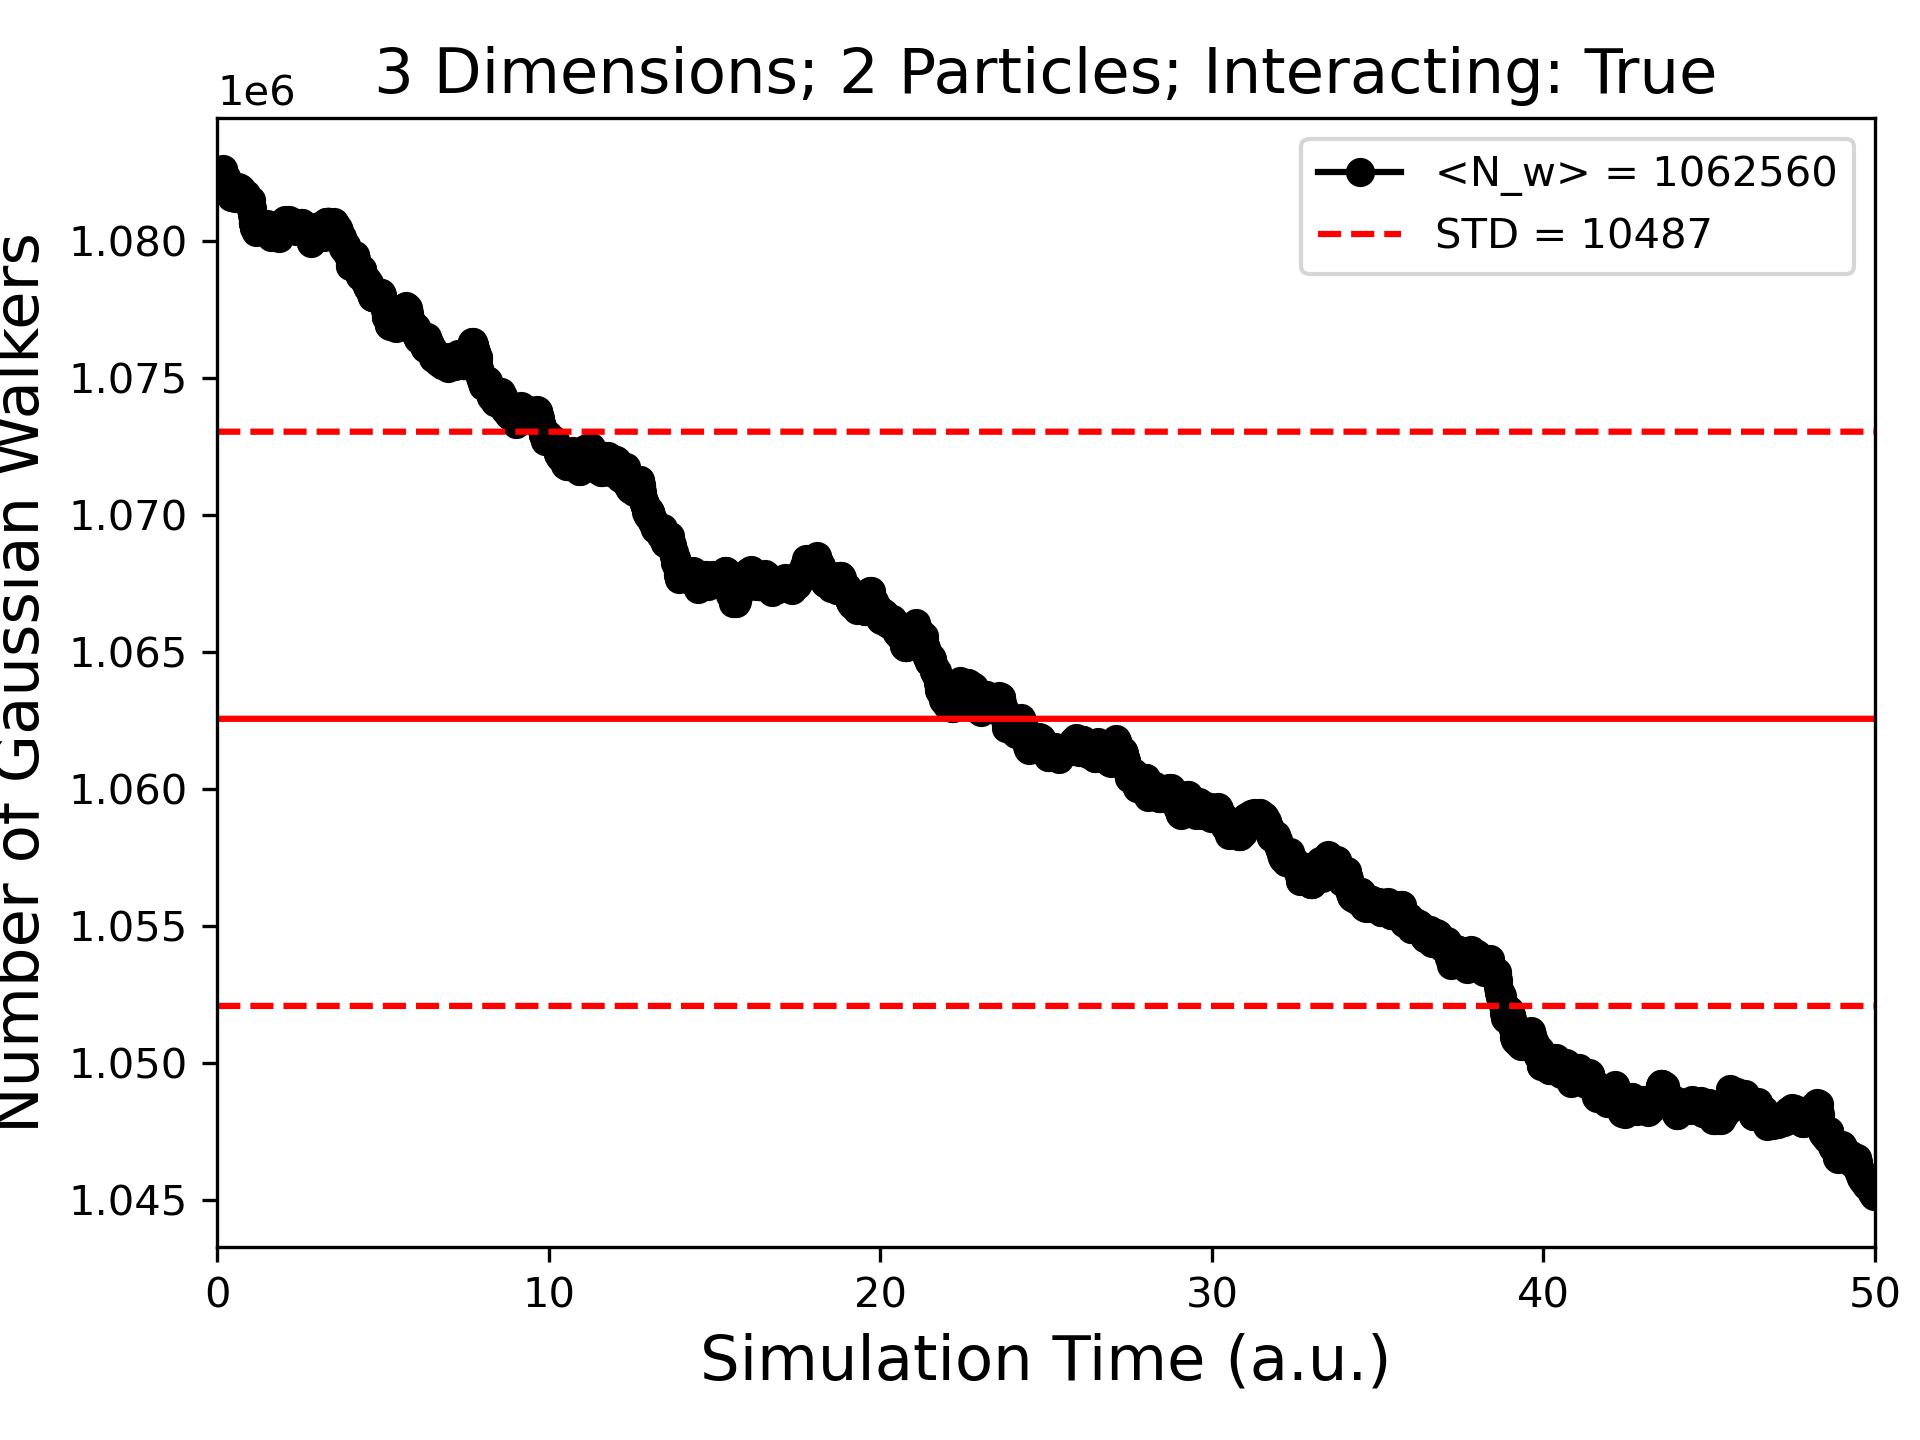 3 Dimensions; 2 Particles; Interacting: True
1e6
<N_w> = 1062560
STD = 10487
Number of Gaussian Walkers
1.080
1.075
1.070
1.065
1.060
1.055
1.050
1.045
0 10 20 30 40 50
Simulation Time (a.u.)